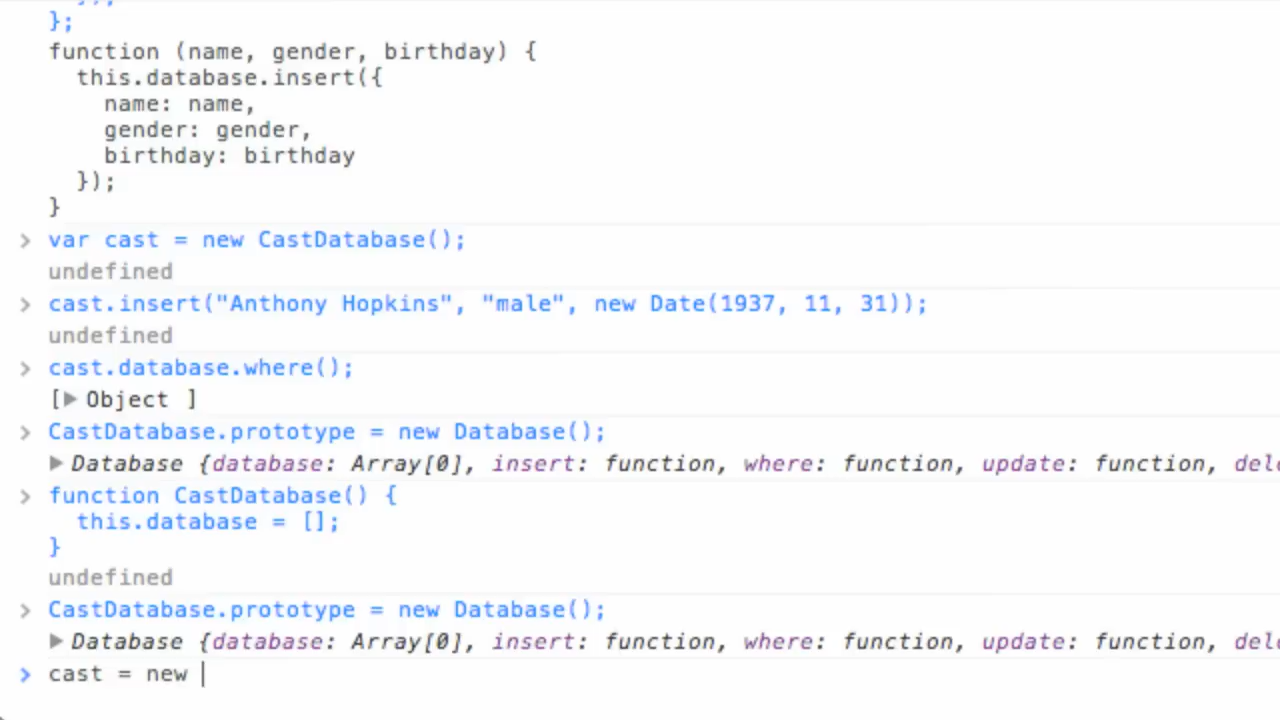 };
function (name, gender, birthday) {
this.database.insert({
name: name,
gender: gender,
birthday: birthday
});
}
> var cast = new CastDatabase();
undefined
> cast.insert("Anthony Hopkins", "male", new Date(1937, 11, 31));
undefined
> cast.database.where();
[▶ Object ]
> CastDatabase.prototype = new Database();
▶ Database {database: Array[0], insert: function, where: function, update: function,
> function CastDatabase() {
this.database = [];
}
undefined
> CastDatabase.prototype = new Database();
▶ Database {database: Array[0], insert: function, where: function, update: function,
> cast = new